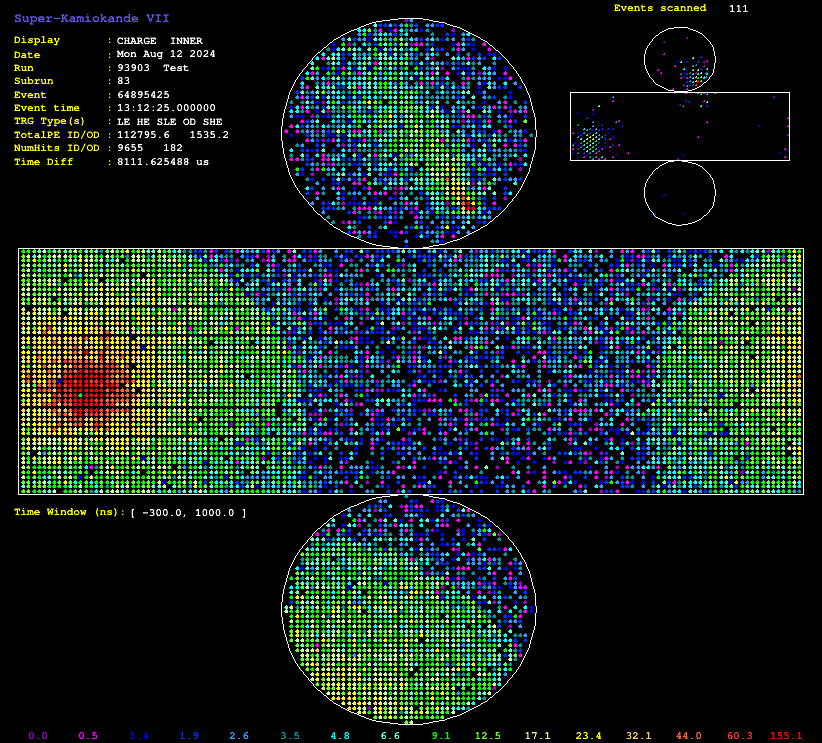 Super-Kamiokande VII
Events scanned 111
Display : CHARGE INNER
Date : Mon Aug 12 2024
Run : 93903 Test
Subrun : 83
Event : 64895425
Event time : 13:12:25.000000
TRG Type(s) : LE HE SLE OD SHE
TotalPE ID/OD : 112795.6 1535.2
NumHits ID/OD : 9655 182
Time Diff : 8111.625488 us
Time Window (ns): [ -300.0, 1000.0 ]
0.0 0.5 1.4 1.9 2.6 3.5 4.8 6.6 9.1 12.5 17.1 23.4 32.1 44.0 60.3 155.1